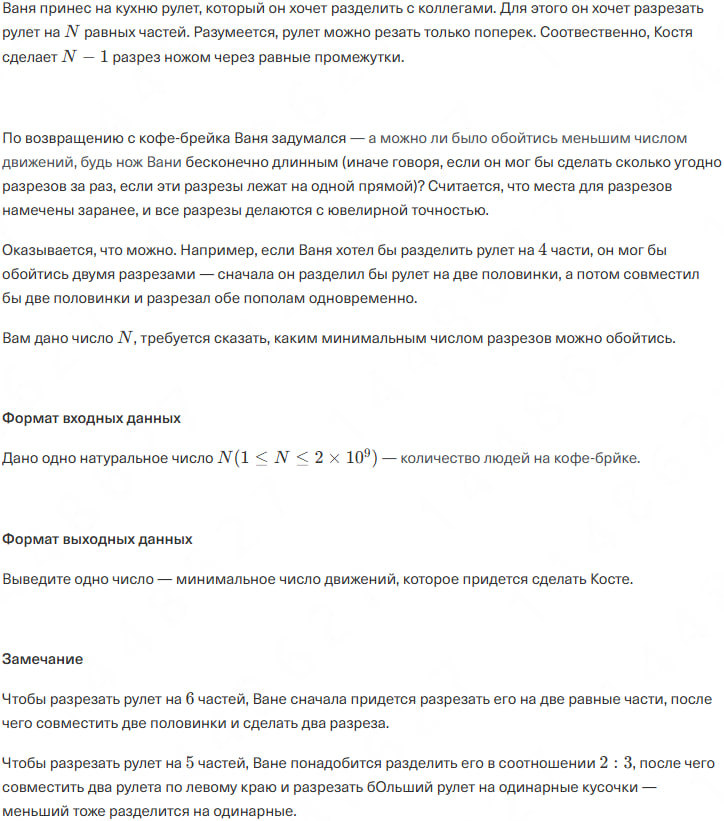 Ваня принес на кухню рулет, который он хочет разделить с коллегами. Для этого он хочет разрезать
рулет на N равных частей. Разумеется, рулет можно резать только поперек. Соотвественно, Костя
сделает N − 1 разрез ножом через равные промежутки.
По возвращению с кофе-брейка Ваня задумался — а можно ли было обойтись меньшим числом
движений, будь нож Вани бесконечно длинным (иначе говоря, если он мог бы сделать сколько угодно
разрезов за раз, если эти разрезы лежат на одной прямой)? Считается, что места для разрезов
намечены заранее, и все разрезы делаются с ювелирной точностью.
Оказывается, что можно. Например, если Ваня хотел бы разделить рулет на 4 части, он мог бы
обойтись двумя разрезами — сначала он разделил бы рулет на две половинки, а потом совместил
бы две половинки и разрезал обе пополам одновременно.
Вам дано число N, требуется сказать, каким минимальным числом разрезов можно обойтись.
Формат входных данных
Дано одно натуральное число N(1 ≤ N ≤ 2 × 10⁹) — количество людей на кофе-брйке.
Формат выходных данных
Выведите одно число — минимальное число движений, которое придется сделать Косте.
Замечание
Чтобы разрезать рулет на 6 частей, Ване сначала придется разрезать его на две равные части, после
чего совместить две половинки и сделать два разреза.
Чтобы разрезать рулет на 5 частей, Ване понадобится разделить его в соотношении 2 : 3, после чего
совместить два рулета по левому краю и разрезать бОльший рулет на одинарные кусочки —
меньший тоже разделится на одинарные.